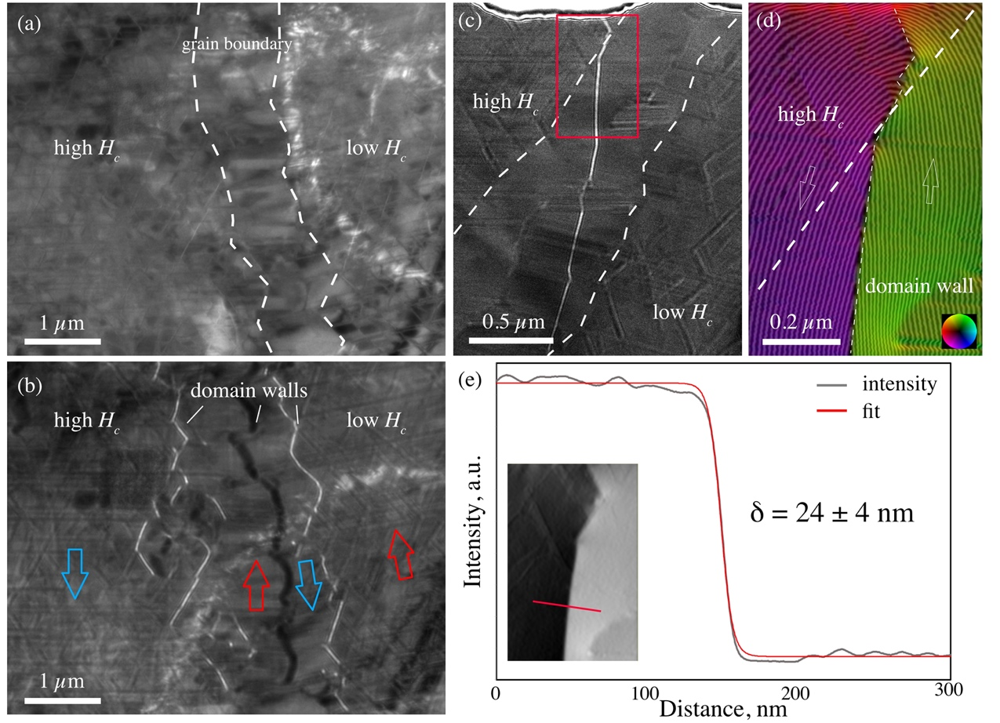 (a)
grain boundary
high Hc
low Hc
1 µm
(b)
domain walls
high Hc
low Hc
1 µm
(c)
high Hc
low Hc
0.5 µm
(d)
high Hc
domain wall
0.2 µm
(e)
intensity
fit
δ = 24 ± 4 nm
Intensity, a.u.
0 100 200 300
Distance, nm